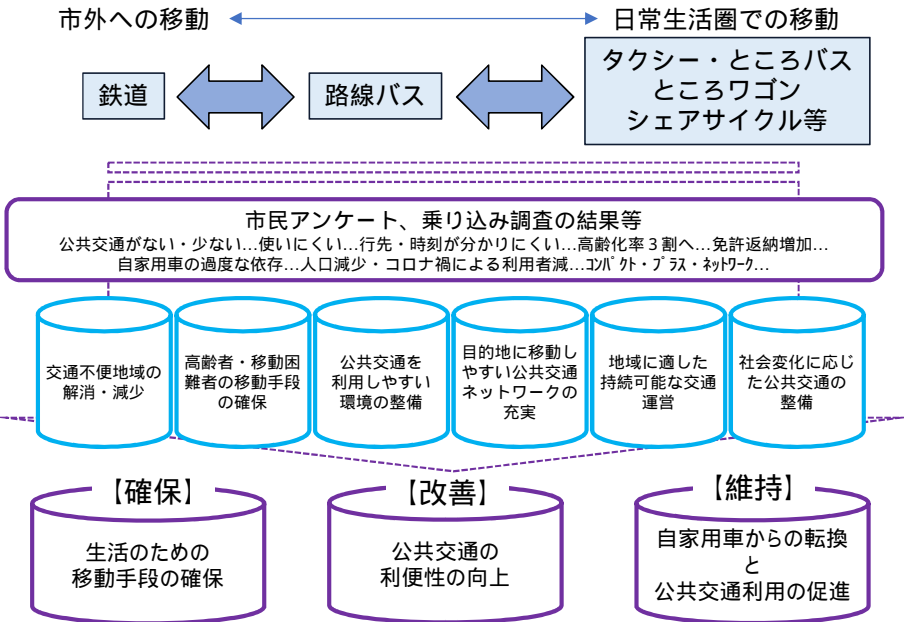 市外への移動
日常生活圏での移動
鉄道
路線バス
タクシー・ところバス
ところワゴン
シェアサイクル等
市民アンケート、乗り込み調査の結果等
公共交通がない・少ない…使いにくい…行先・時刻が分かりにくい…高齢化率３割へ…免許返納増加…
自家用車の過度な依存…人口減少・コロナ禍による利用者減…ｺﾝﾊﾟｸﾄ・ﾌﾟﾗｽ・ﾈｯﾄﾜｰｸ…
交通不便地域の
解消・減少
高齢者・移動困
難者の移動手段
の確保
公共交通を
利用しやすい
環境の整備
目的地に移動し
やすい公共交通
ネットワークの
充実
地域に適した
持続可能な交通
運営
社会変化に応じ
た公共交通の
整備
【確保】
生活のための
移動手段の確保
【改善】
公共交通の
利便性の向上
【維持】
自家用車からの転換
と
公共交通利用の促進